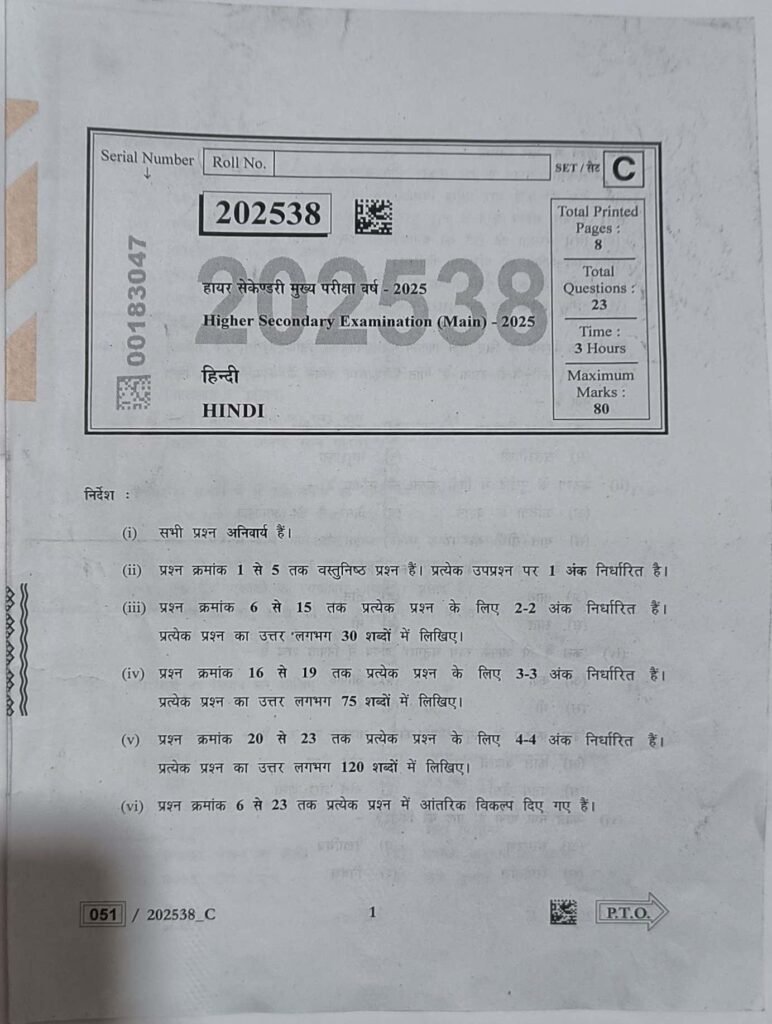 Serial Number
↓
Roll No.
SET / सेट C
202538
Total Printed
Pages :
8
Total
Questions :
23
Time :
3 Hours
Maximum
Marks :
80
00183047
202538
हायर सेकेण्डरी मुख्य परीक्षा वर्ष - 2025
Higher Secondary Examination (Main) - 2025
हिन्दी
HINDI
निर्देश :
(i) सभी प्रश्न अनिवार्य हैं।
(ii) प्रश्न क्रमांक 1 से 5 तक वस्तुनिष्ठ प्रश्न हैं। प्रत्येक उपप्रश्न पर 1 अंक निर्धारित है।
(iii) प्रश्न क्रमांक 6 से 15 तक प्रत्येक प्रश्न के लिए 2-2 अंक निर्धारित हैं।
प्रत्येक प्रश्न का उत्तर लगभग 30 शब्दों में लिखिए।
(iv) प्रश्न क्रमांक 16 से 19 तक प्रत्येक प्रश्न के लिए 3-3 अंक निर्धारित हैं।
प्रत्येक प्रश्न का उत्तर लगभग 75 शब्दों में लिखिए।
(v) प्रश्न क्रमांक 20 से 23 तक प्रत्येक प्रश्न के लिए 4-4 अंक निर्धारित हैं।
प्रत्येक प्रश्न का उत्तर लगभग 120 शब्दों में लिखिए।
(vi) प्रश्न क्रमांक 6 से 23 तक प्रत्येक प्रश्न में आंतरिक विकल्प दिए गए हैं।
051 / 202538_C
1
P.T.O.